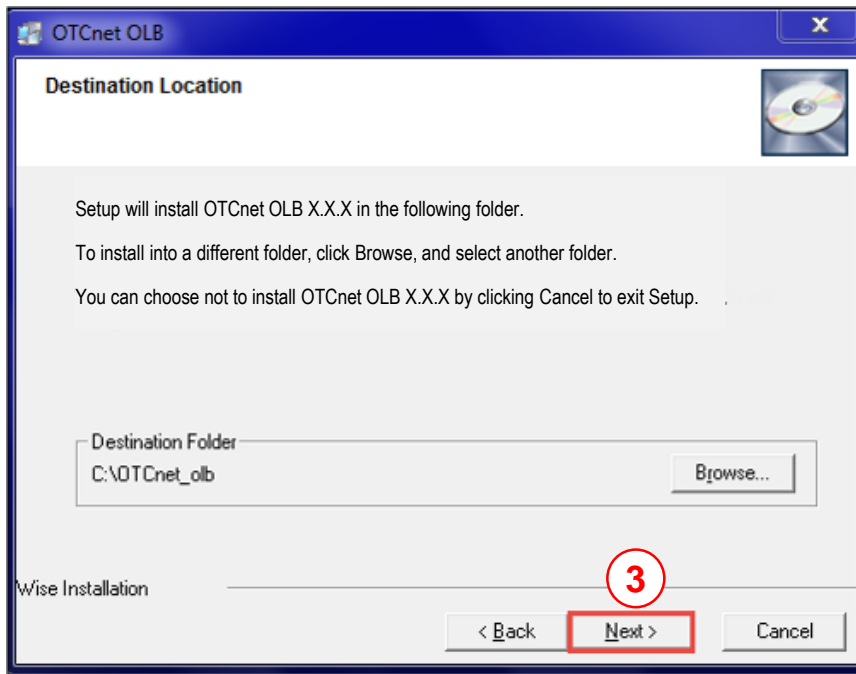 OTCnet OLB
X
Destination Location
Setup will install OTCnet OLB X.X.X in the following folder.
To install into a different folder, click Browse, and select another folder.
You can choose not to install OTCnet OLB X.X.X by clicking Cancel to exit Setup. .
Destination Folder
C:\OTCnet_olb
Browse...
Wise Installation
3
< Back
Next >
Cancel